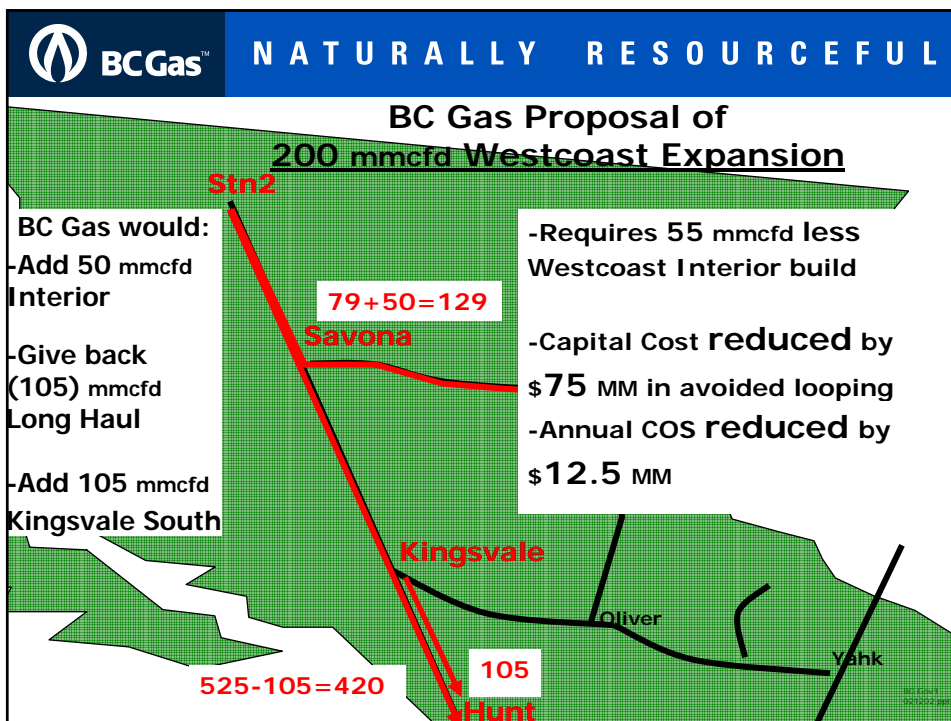 BC Gas™
NATURALLY RESOURCEFUL
BC Gas Proposal of
200 mmcfd Westcoast Expansion
Stn2
BC Gas would:
-Add 50 mmcfd
Interior
-Give back
(105) mmcfd
Long Haul
-Add 105 mmcfd
Kingsvale South
79+50=129
Savona
-Requires 55 mmcfd less
Westcoast Interior build
-Capital Cost reduced by
$75 MM in avoided looping
-Annual COS reduced by
$12.5 MM
Kingsvale
Oliver
Yahk
105
525-105=420
Hunt